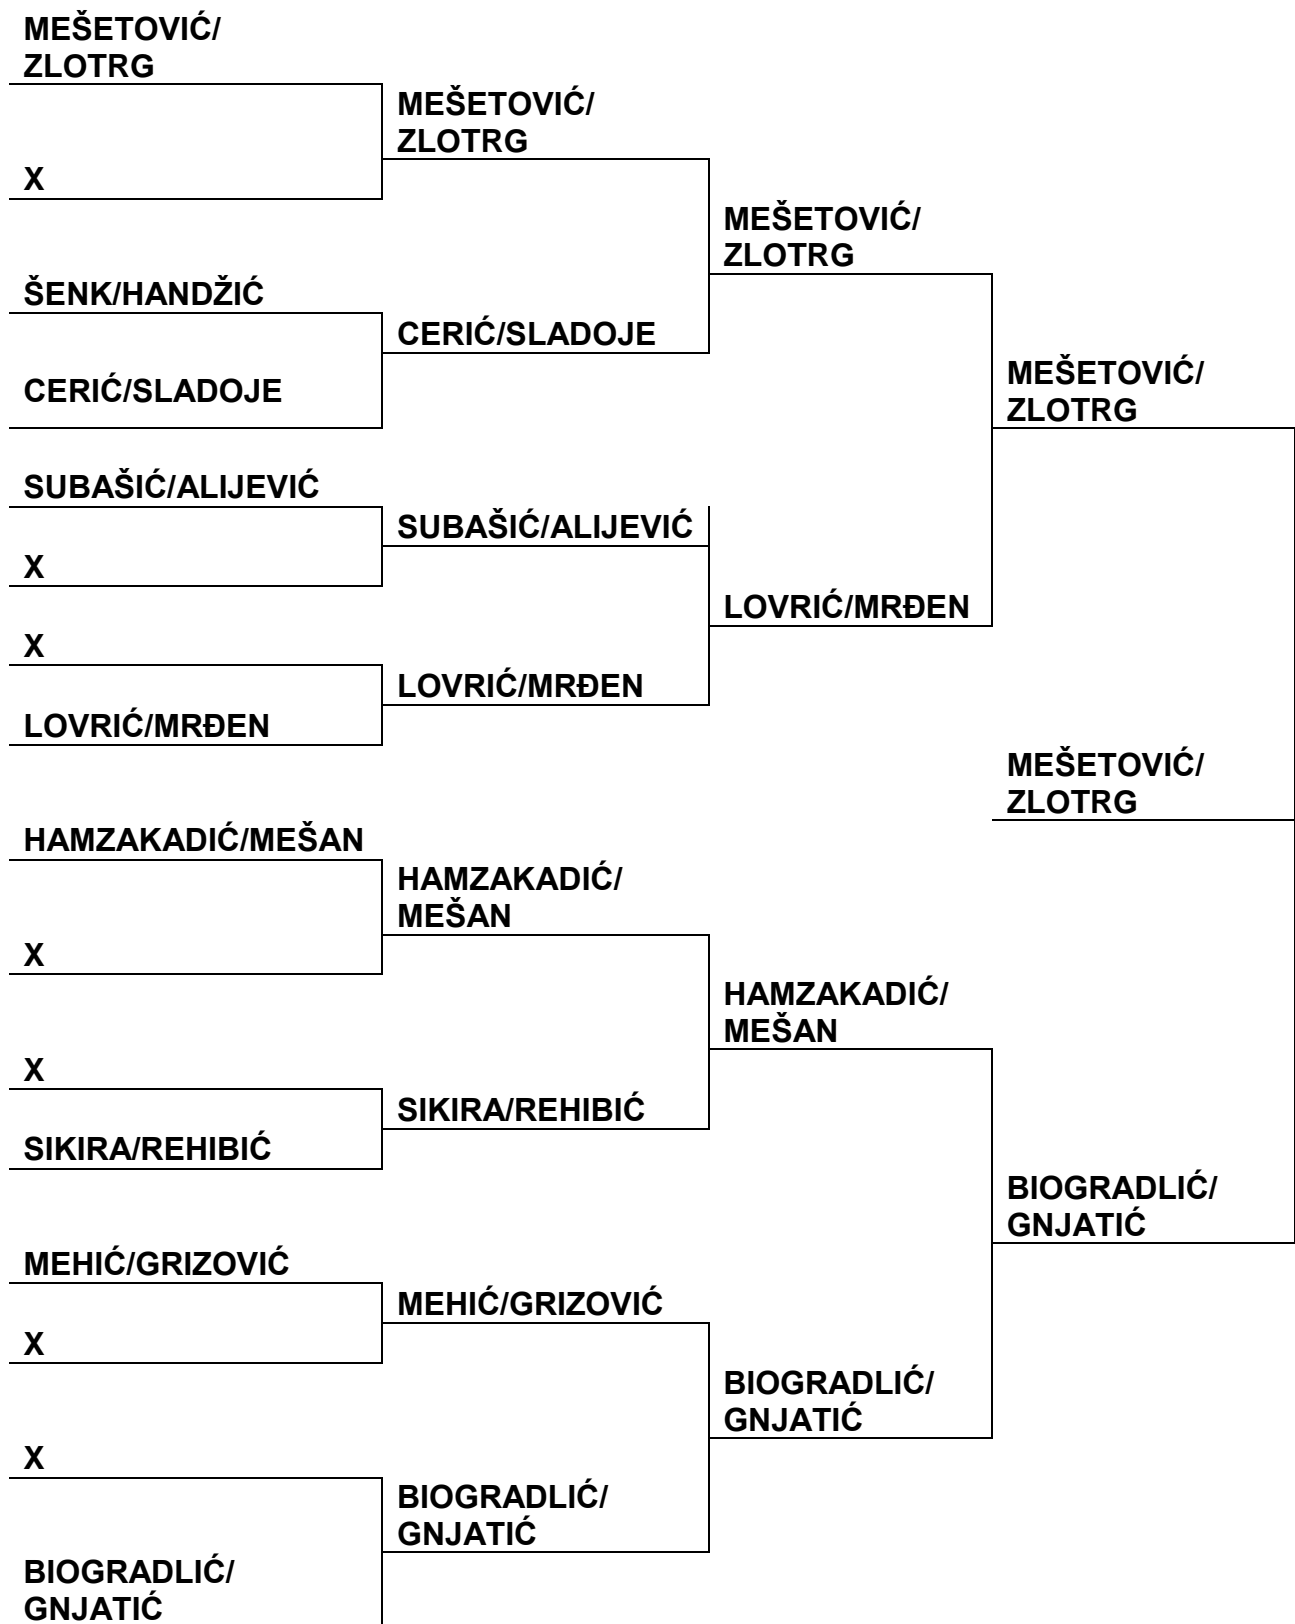 MEŠETOVIĆ/
ZLOTRG
MEŠETOVIĆ/
ZLOTRG
X
MEŠETOVIĆ/
ZLOTRG
ŠENK/HANDŽIĆ
CERIĆ/SLADOJE
CERIĆ/SLADOJE
MEŠETOVIĆ/
ZLOTRG
SUBAŠIĆ/ALIJEVIĆ
SUBAŠIĆ/ALIJEVIĆ
X
LOVRIĆ/MRĐEN
X
LOVRIĆ/MRĐEN
LOVRIĆ/MRĐEN
MEŠETOVIĆ/
ZLOTRG
HAMZAKADIĆ/MEŠAN
HAMZAKADIĆ/
MEŠAN
X
HAMZAKADIĆ/
MEŠAN
X
SIKIRA/REHIBIĆ
SIKIRA/REHIBIĆ
BIOGRADLIĆ/
GNJATIĆ
MEHIĆ/GRIZOVIĆ
MEHIĆ/GRIZOVIĆ
X
BIOGRADLIĆ/
GNJATIĆ
X
BIOGRADLIĆ/
GNJATIĆ
BIOGRADLIĆ/
GNJATIĆ